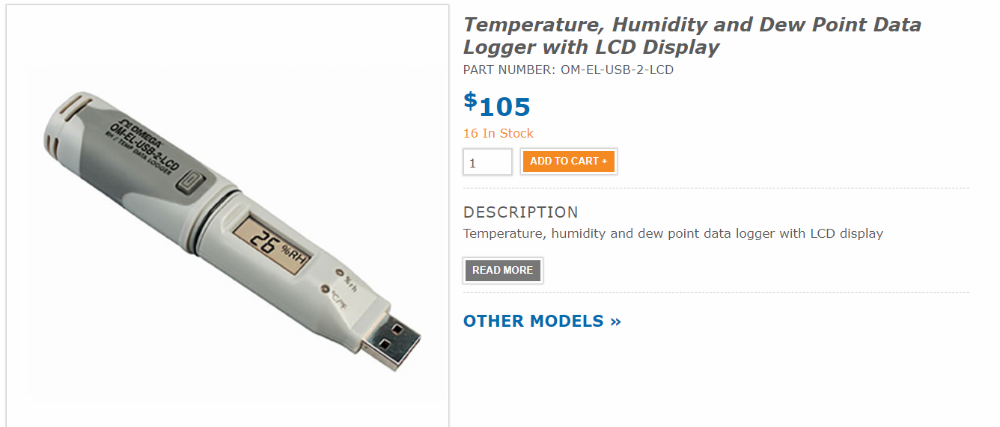 Temperature, Humidity and Dew Point Data
Logger with LCD Display
PART NUMBER: OM-EL-USB-2-LCD
$105
16 In Stock
1
ADD TO CART +
DESCRIPTION
Temperature, humidity and dew point data logger with LCD display
READ MORE
OTHER MODELS »
ΩE OMEGA®
OM-EL-USB-2-LCD
RH / TEMP DATA LOGGER
26 %RH
%rh
°C/°F